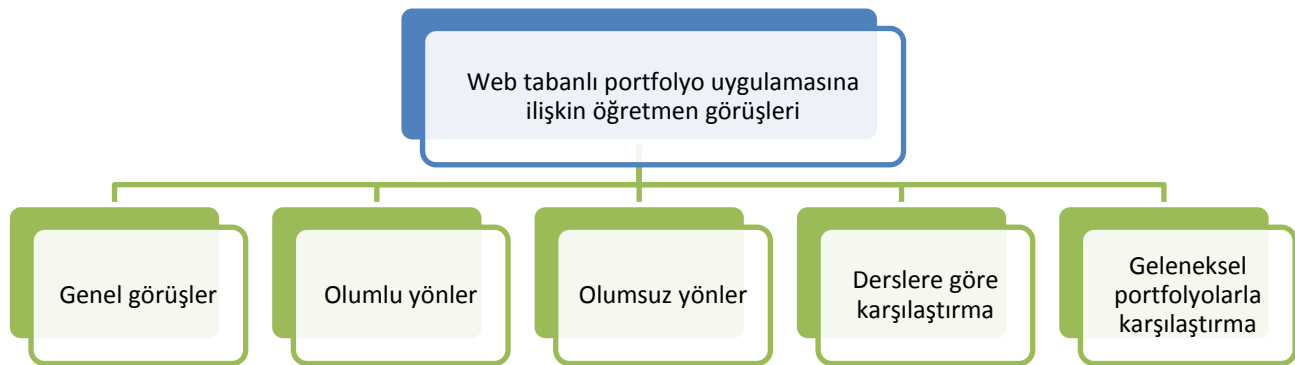 Web tabanlı portfolyo uygulamasına
ilişkin öğretmen görüşleri
Genel görüşler
Olumlu yönler
Olumsuz yönler
Derslere göre
karşılaştırma
Geleneksel
portfolyolarla
karşılaştırma